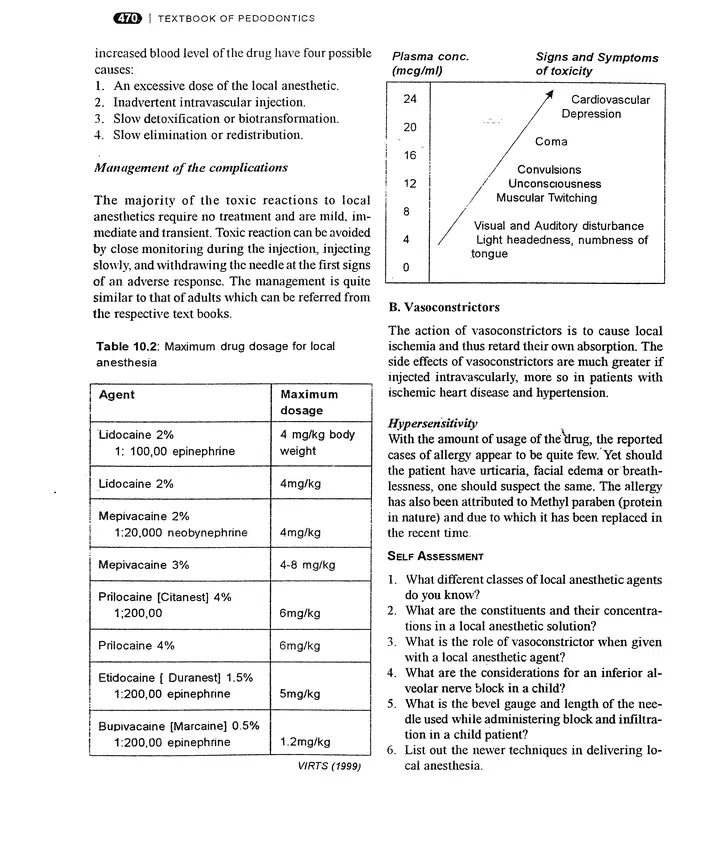 470 | TEXTBOOK OF PEDODONTICS
increased blood level of the drug have four possible
causes:
1. An excessive dose of the local anesthetic.
2. Inadvertent intravascular injection.
3. Slow detoxification or biotransformation.
4. Slow elimination or redistribution.
Management of the complications
The majority of the toxic reactions to local
anesthetics require no treatment and are mild, im-
mediate and transient. Toxic reaction can be avoided
by close monitoring during the injection, injecting
slowly, and withdrawing the needle at the first signs
of an adverse response. The management is quite
similar to that of adults which can be referred from
the respective text books.
Table 10.2: Maximum drug dosage for local
anesthesia
Agent Maximum
dosage
Lidocaine 2% 4 mg/kg body
1: 100,00 epinephrine weight
Lidocaine 2% 4mg/kg
Mepivacaine 2%
1:20,000 neobynephrine 4mg/kg
Mepivacaine 3% 4-8 mg/kg
Prilocaine [Citanest] 4%
1;200,00 6mg/kg
Prilocaine 4% 6mg/kg
Etidocaine [ Duranest] 1.5%
1:200,00 epinephrine 5mg/kg
Bupivacaine [Marcaine] 0.5%
1:200,00 epinephrine 1.2mg/kg
VIRTS (1999)
Plasma conc. Signs and Symptoms
(mcg/ml) of toxicity
24 Cardiovascular
Depression
20
Coma
16
Convulsions
12 Unconsciousness
Muscular Twitching
8
Visual and Auditory disturbance
4 Light headedness, numbness of
tongue
0
B. Vasoconstrictors
The action of vasoconstrictors is to cause local
ischemia and thus retard their own absorption. The
side effects of vasoconstrictors are much greater if
injected intravascularly, more so in patients with
ischemic heart disease and hypertension.
Hypersensitivity
With the amount of usage of the drug, the reported
cases of allergy appear to be quite few. Yet should
the patient have urticaria, facial edema or breath-
lessness, one should suspect the same. The allergy
has also been attributed to Methyl paraben (protein
in nature) and due to which it has been replaced in
the recent time.
SELF ASSESSMENT
1. What different classes of local anesthetic agents
do you know?
2. What are the constituents and their concentra-
tions in a local anesthetic solution?
3. What is the role of vasoconstrictor when given
with a local anesthetic agent?
4. What are the considerations for an inferior al-
veolar nerve block in a child?
5. What is the bevel gauge and length of the nee-
dle used while administering block and infiltra-
tion in a child patient?
6. List out the newer techniques in delivering lo-
cal anesthesia.